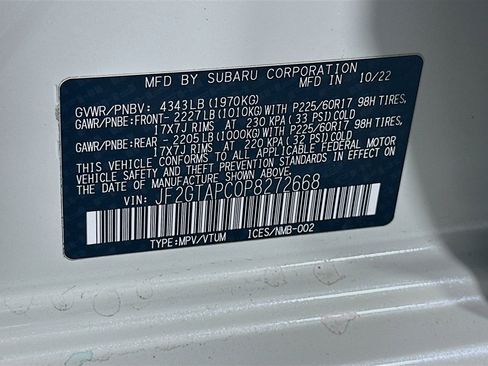 MFD BY SUBARU CORPORATION MFD IN 10/22
GVWR/PNBV: 4343LB (1970KG)
GAWR/PNBE:FRONT- 2227LB (1010KG)WITH P225/60R17 98H TIRES,
17X7J RIMS AT 230 KPA (33 PSI)COLD
GAWR/PNBE:REAR - 2205LB (1000KG)WITH P225/60R17 98H TIRES,
17X7J RIMS AT 220 KPA (32 PSI)COLD
THIS VEHICLE CONFORMS TO ALL APPLICABLE FEDERAL MOTOR
VEHICLE SAFETY STANDARDS IN EFFECT ON
THE DATE OF MANUFACTURE SHOWN ABOVE.
VIN: JF2GTAPC0P8272668
TYPE:MPV/VTUM ICES/NMB-002